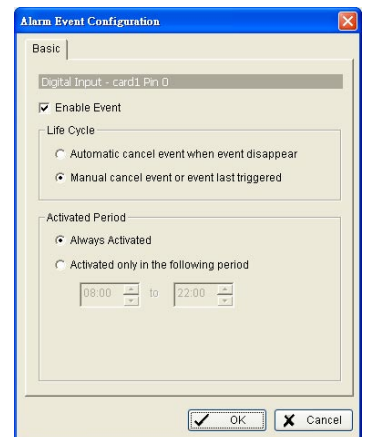 Alarm Event Configuration
Basic
Digital Input - card1 Pin 0
Enable Event
Life Cycle
Automatic cancel event when event disappear
Manual cancel event or event last triggered
Activated Period
Always Activated
Activated only in the following period
08:00 to 22:00
OK Cancel